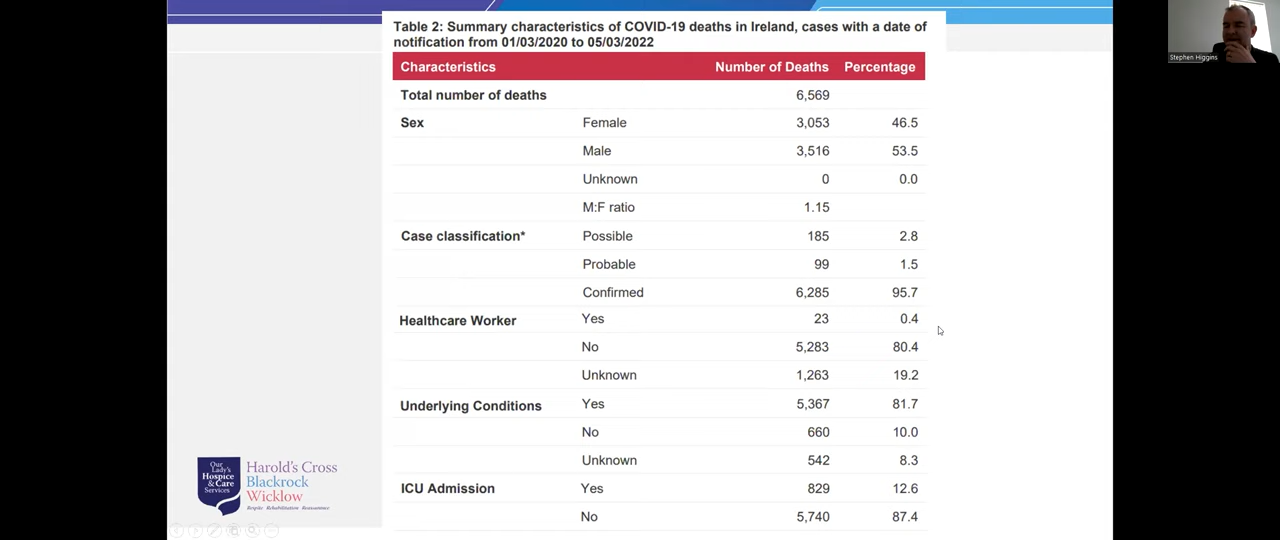 Table 2: Summary characteristics of COVID-19 deaths in Ireland, cases with a date of
notification from 01/03/2020 to 05/03/2022
Characteristics Number of Deaths Percentage
Total number of deaths 6,569
Sex Female 3,053 46.5
Male 3,516 53.5
Unknown 0 0.0
M:F ratio 1.15
Case classification* Possible 185 2.8
Probable 99 1.5
Confirmed 6,285 95.7
Healthcare Worker Yes 23 0.4
No 5,283 80.4
Unknown 1,263 19.2
Underlying Conditions Yes 5,367 81.7
No 660 10.0
Unknown 542 8.3
ICU Admission Yes 829 12.6
No 5,740 87.4
Our
Lady's
Hospice
& Care
Services
Harold's Cross
Blackrock
Wicklow
Respite Rehabilitation Reassurance
Stephen Higgins